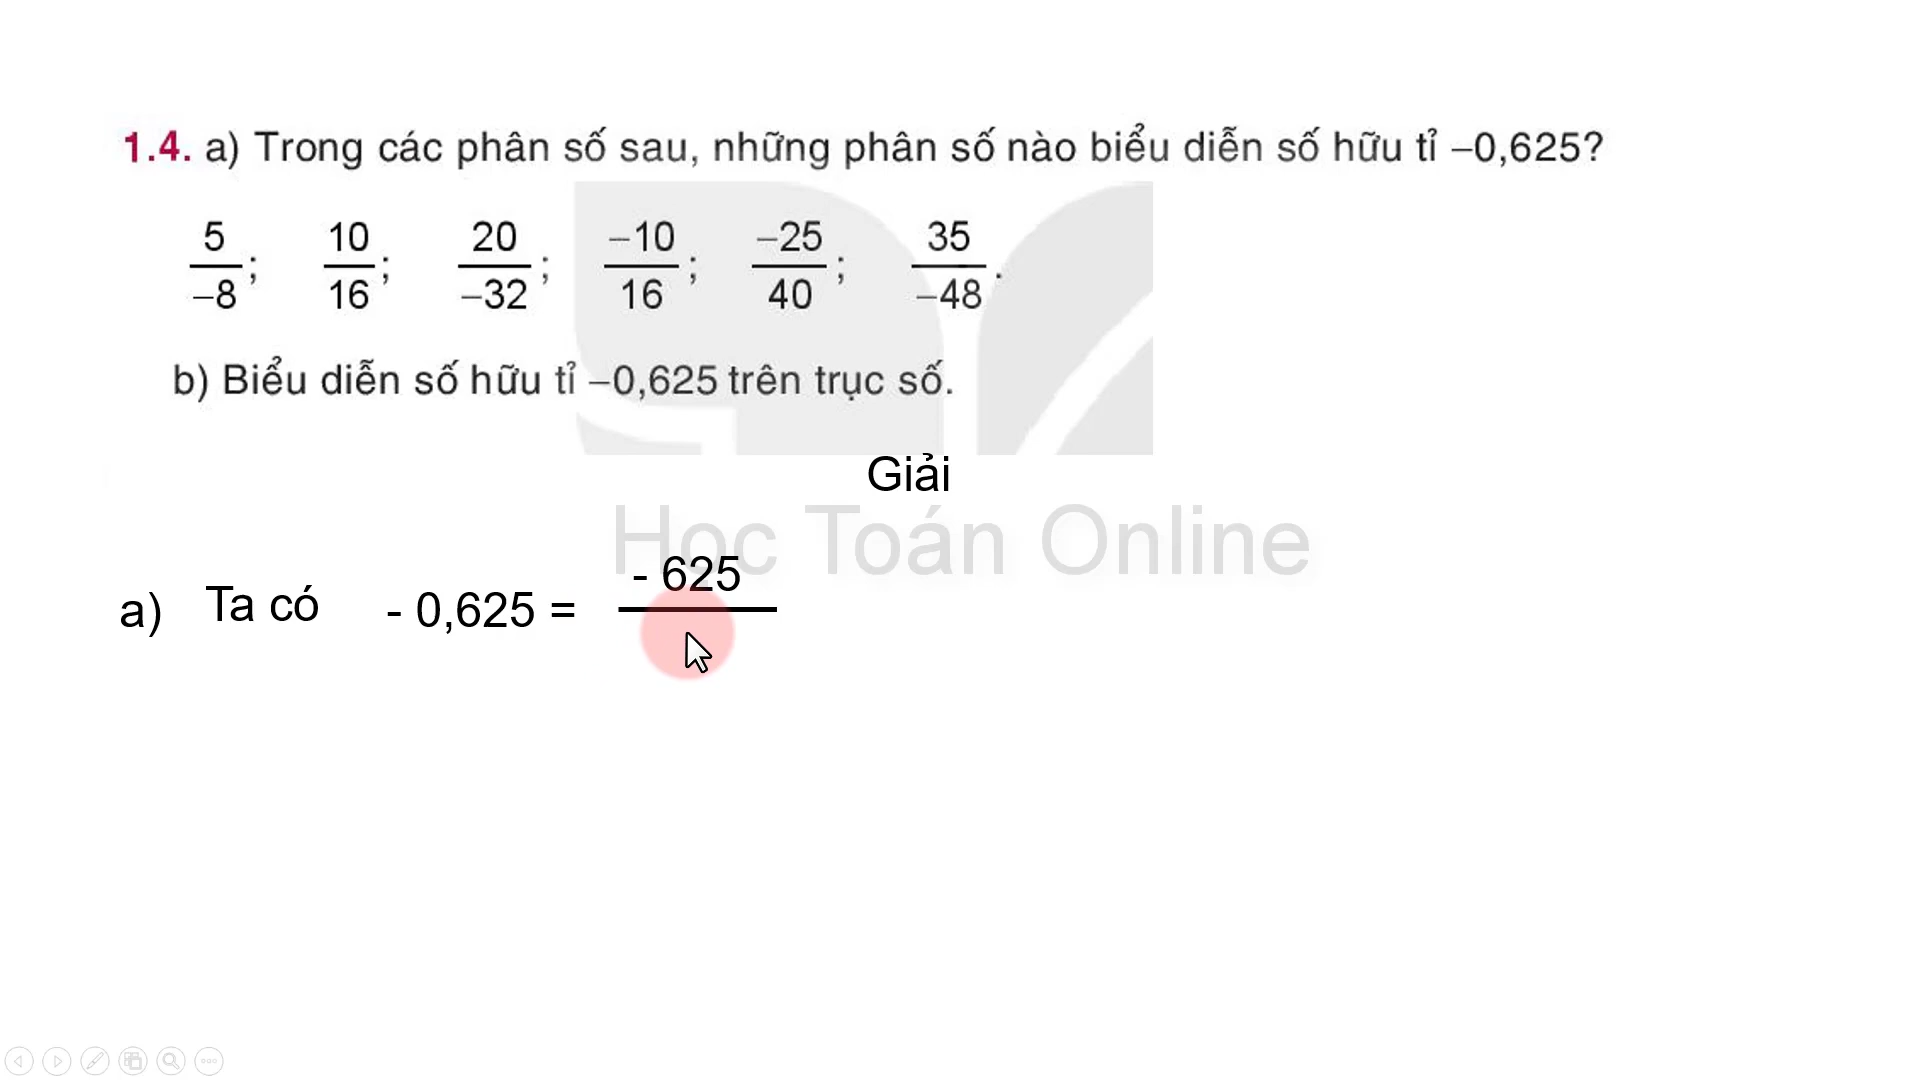 1.4. a) Trong các phân số sau, những phân số nào biểu diễn số hữu tỉ –0,625?
5/–8; 10/16; 20/–32; –10/16; –25/40; 35/–48.
b) Biểu diễn số hữu tỉ –0,625 trên trục số.
Giải
Học Toán Online
a) Ta có - 0,625 = - 625